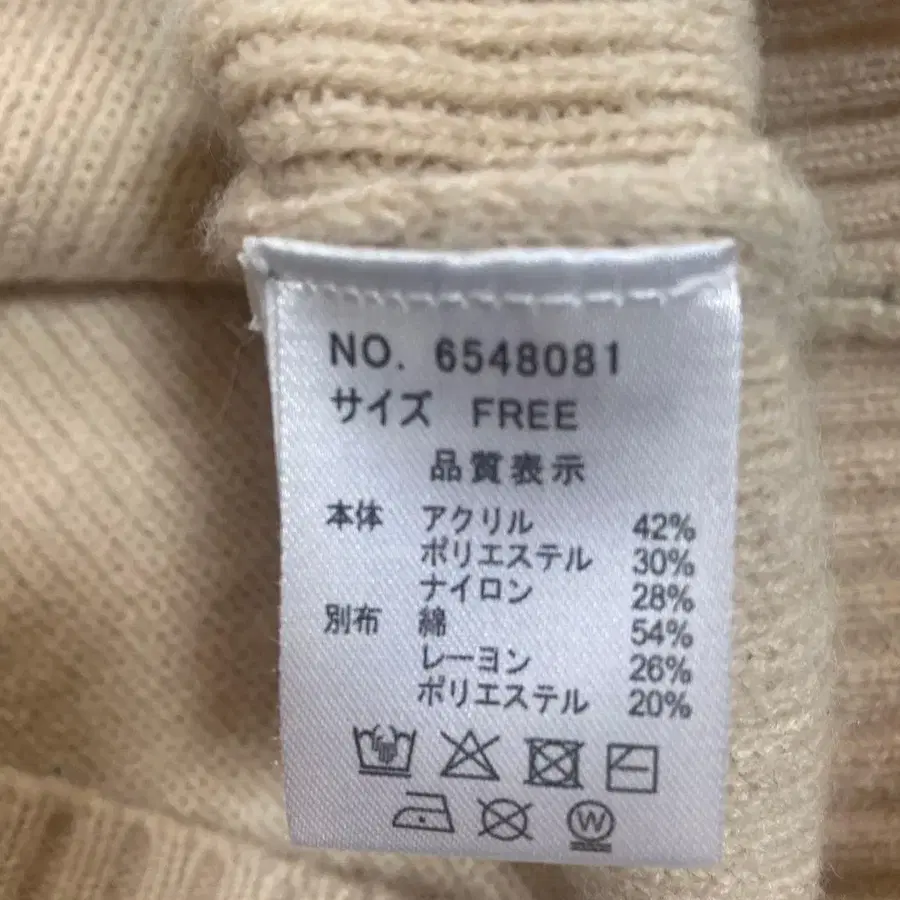 NO. 6548081
サイズ FREE
品質表示
本体 アクリル 42%
ポリエステル 30%
ナイロン 28%
別布 綿 54%
レーヨン 26%
ポリエステル 20%
W